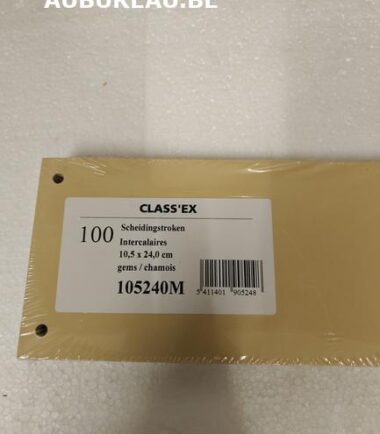 AUBUREAU.BE
CLASS'EX
100
Scheidingstroken
Intercalaires
10,5 x 24,0 cm
gems / chamois
105240M
5 411401 905248